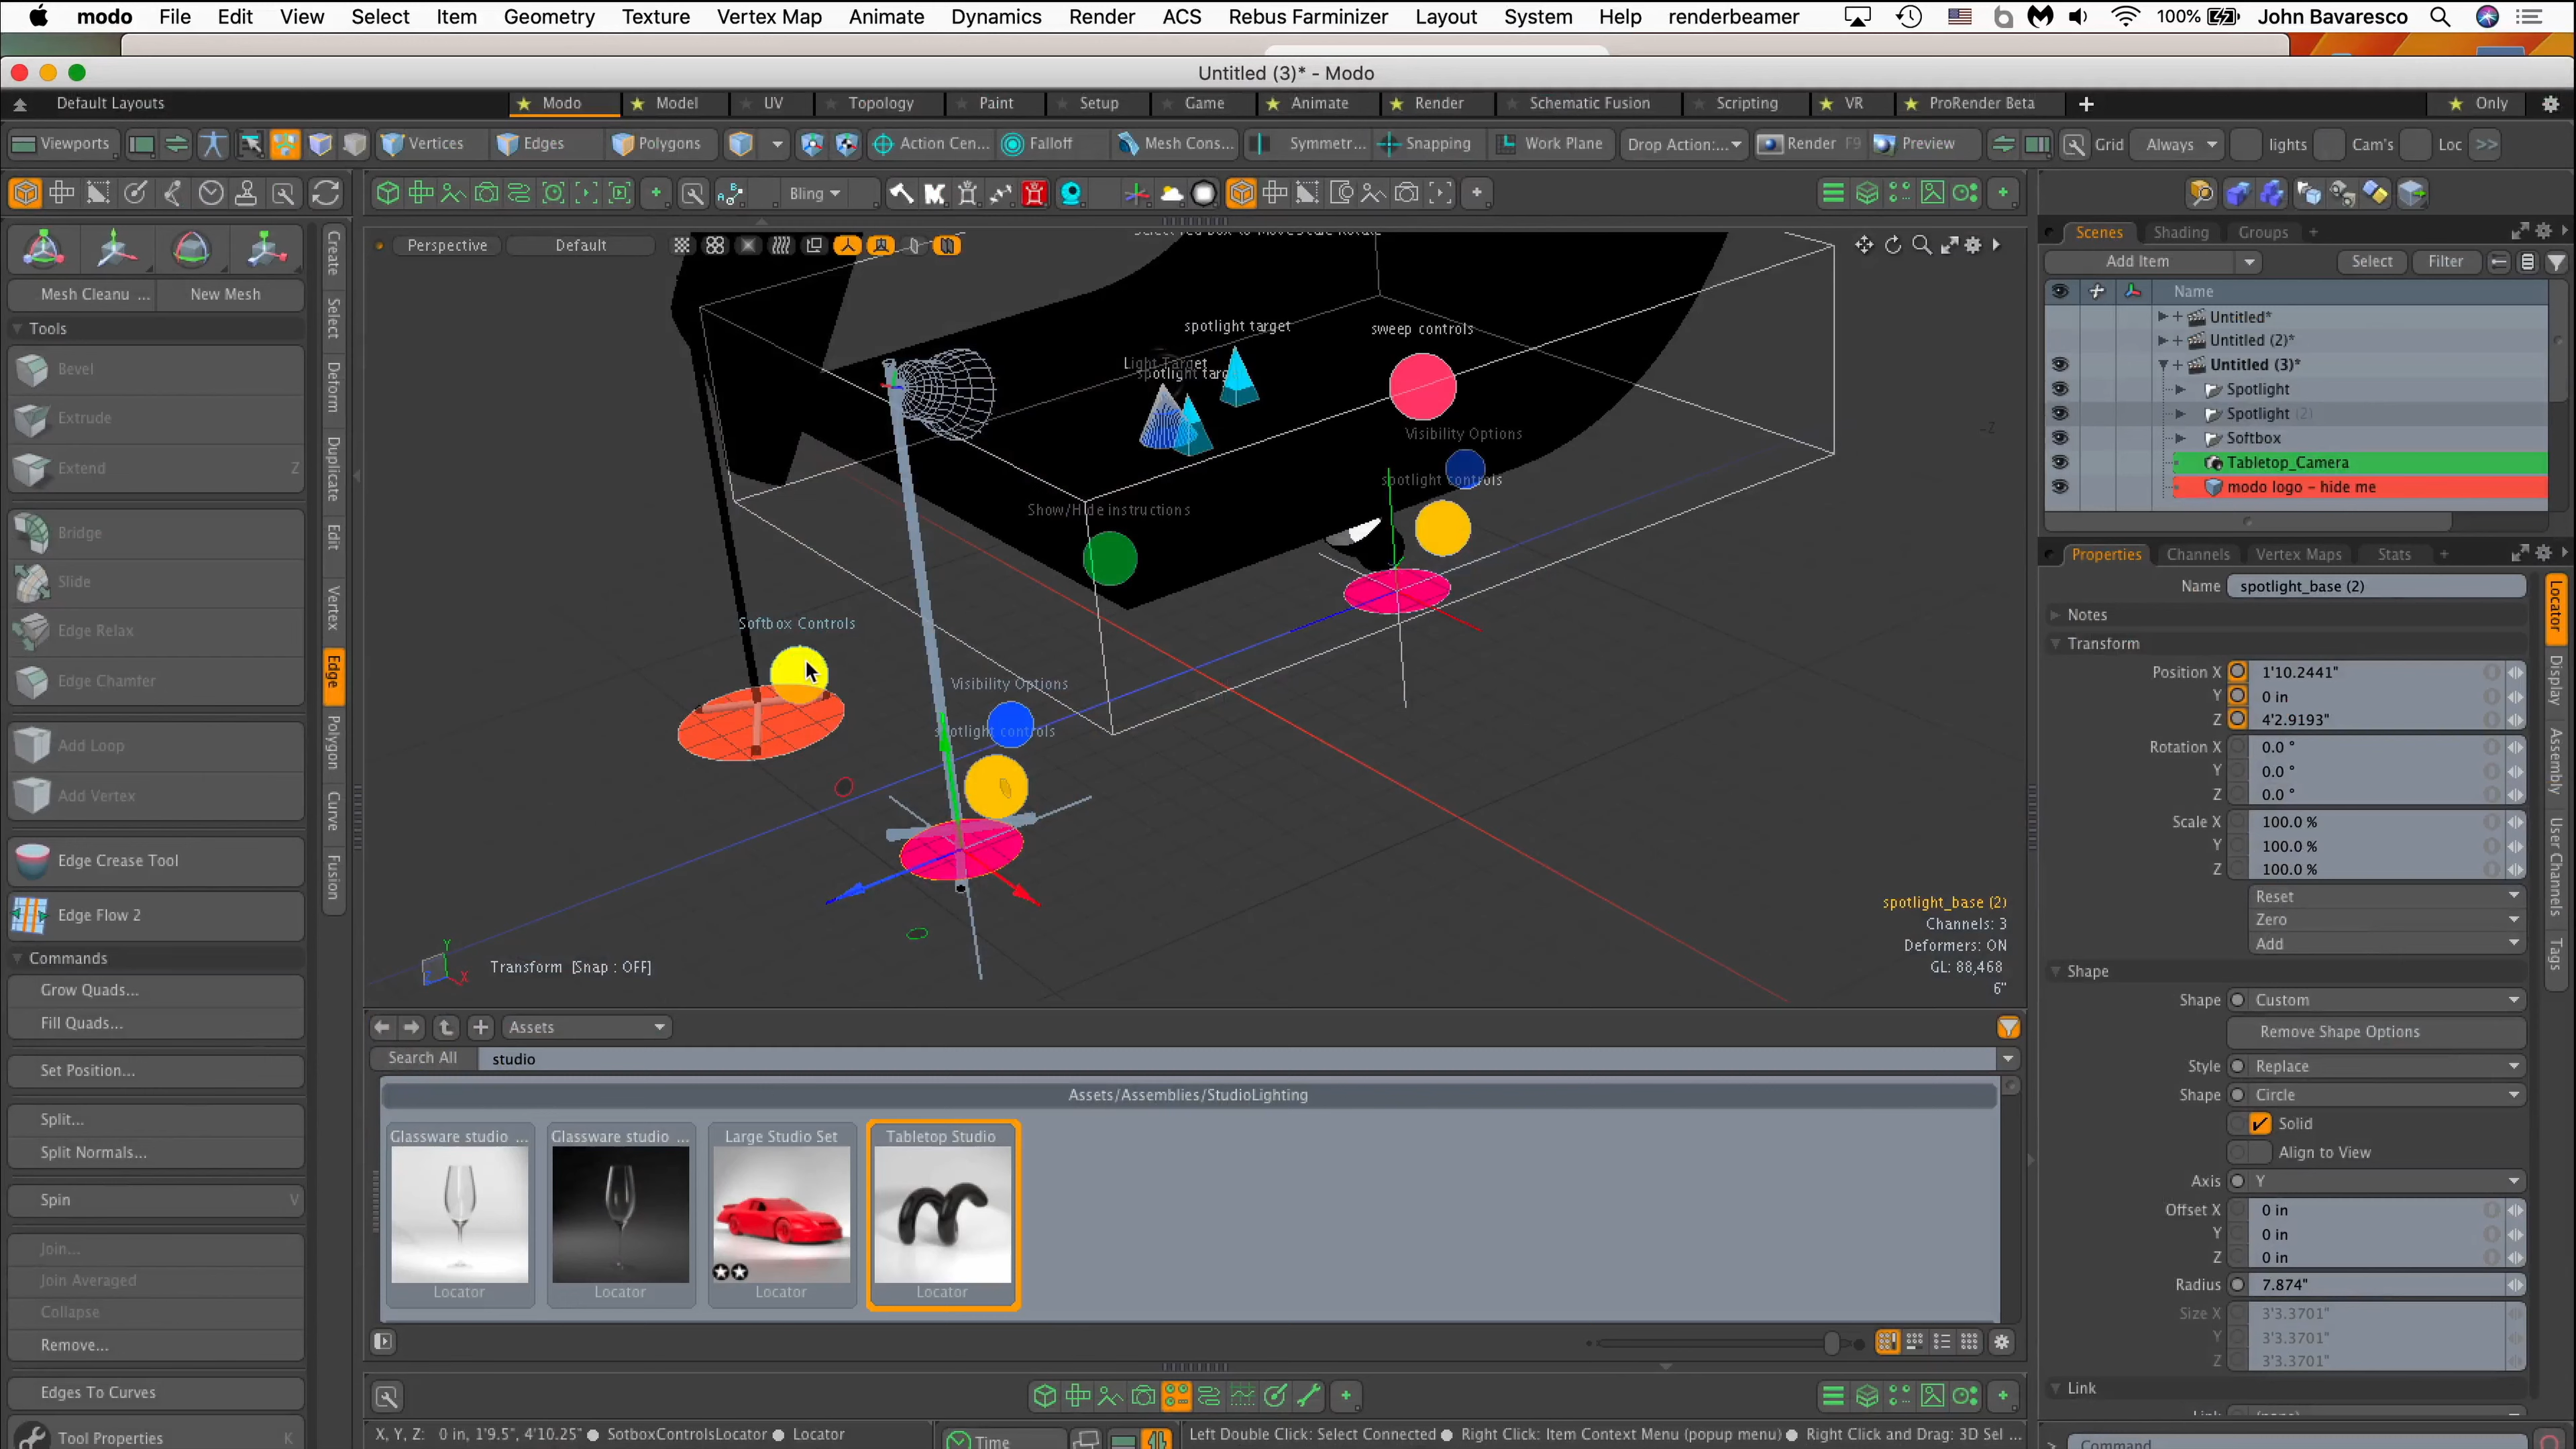 modo File Edit View Select Item Geometry Texture Vertex Map Animate Dynamics Render ACS Rebus Farminizer Layout System Help renderbeamer 100% John Bavaresco
Untitled (3)* - Modo
Default Layouts Modo Model UV Topology Paint Setup Game Animate Render Schematic Fusion Scripting VR ProRender Beta + Only
Viewports Vertices Edges Polygons Action Cen... Falloff Mesh Cons... Symmetr... Snapping Work Plane Drop Action:... Render F9 Preview Grid Always lights Cam's Loc >>
Bling
Mesh Cleanu ... New Mesh
Tools
Bevel
Extrude
Extend Z
Bridge
Slide
Edge Relax
Edge Chamfer
Add Loop
Add Vertex
Edge Crease Tool
Edge Flow 2
Commands
Grow Quads...
Fill Quads...
Set Position...
Split...
Split Normals...
Spin V
Join...
Join Averaged
Collapse
Remove...
Edges To Curves
Tool Properties K
Create
Select
Deform
Duplicate
Edit
Vertex
Edge
Polygon
Curve
Fusion
Perspective Default
spotlight target
sweep controls
Light Target
spotlight targ
Visibility Options
spotlight controls
Show/Hide instructions
Softbox Controls
Visibility Options
spotlight controls
-Z
Y
Z
X
Transform [Snap : OFF]
spotlight_base (2)
Channels: 3
Deformers: ON
GL: 88,468
6"
Assets
Search All studio
Assets/Assemblies/StudioLighting
Glassware studio ... Glassware studio ... Large Studio Set Tabletop Studio
Locator Locator Locator Locator
X, Y, Z: 0 in, 1'9.5", 4'10.25" SotboxControlsLocator Locator Time Left Double Click: Select Connected Right Click: Item Context Menu (popup menu) Right Click and Drag: 3D Sel ...
Scenes Shading Groups +
Add Item Select Filter
Name
Untitled*
Untitled (2)*
Untitled (3)*
Spotlight
Spotlight (2)
Softbox
Tabletop_Camera
modo logo - hide me
Properties Channels Vertex Maps Stats +
Name spotlight_base (2)
Notes
Transform
Position X 1'10.2441"
Y 0 in
Z 4'2.9193"
Rotation X 0.0 °
Y 0.0 °
Z 0.0 °
Scale X 100.0 %
Y 100.0 %
Z 100.0 %
Reset
Zero
Add
Shape
Shape Custom
Remove Shape Options
Style Replace
Shape Circle
Solid
Align to View
Axis Y
Offset X 0 in
Y 0 in
Z 0 in
Radius 7.874"
Size X 3'3.3701"
Y 3'3.3701"
Z 3'3.3701"
Link
Command
Locator
Display
Assembly
User Channels
Tags